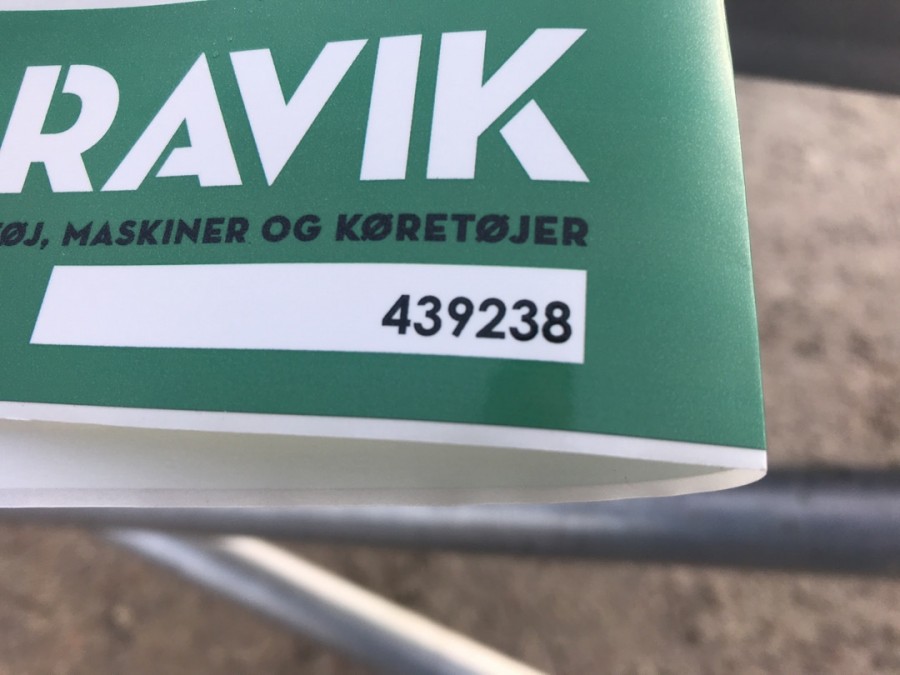 RAVIK
ØJ, MASKINER OG KØRETØJER
439238